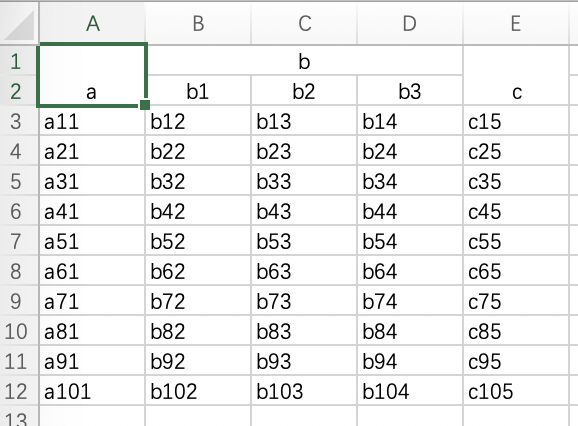 A B C D E
1 b
2 a b1 b2 b3 c
3 a11 b12 b13 b14 c15
4 a21 b22 b23 b24 c25
5 a31 b32 b33 b34 c35
6 a41 b42 b43 b44 c45
7 a51 b52 b53 b54 c55
8 a61 b62 b63 b64 c65
9 a71 b72 b73 b74 c75
10 a81 b82 b83 b84 c85
11 a91 b92 b93 b94 c95
12 a101 b102 b103 b104 c105
13